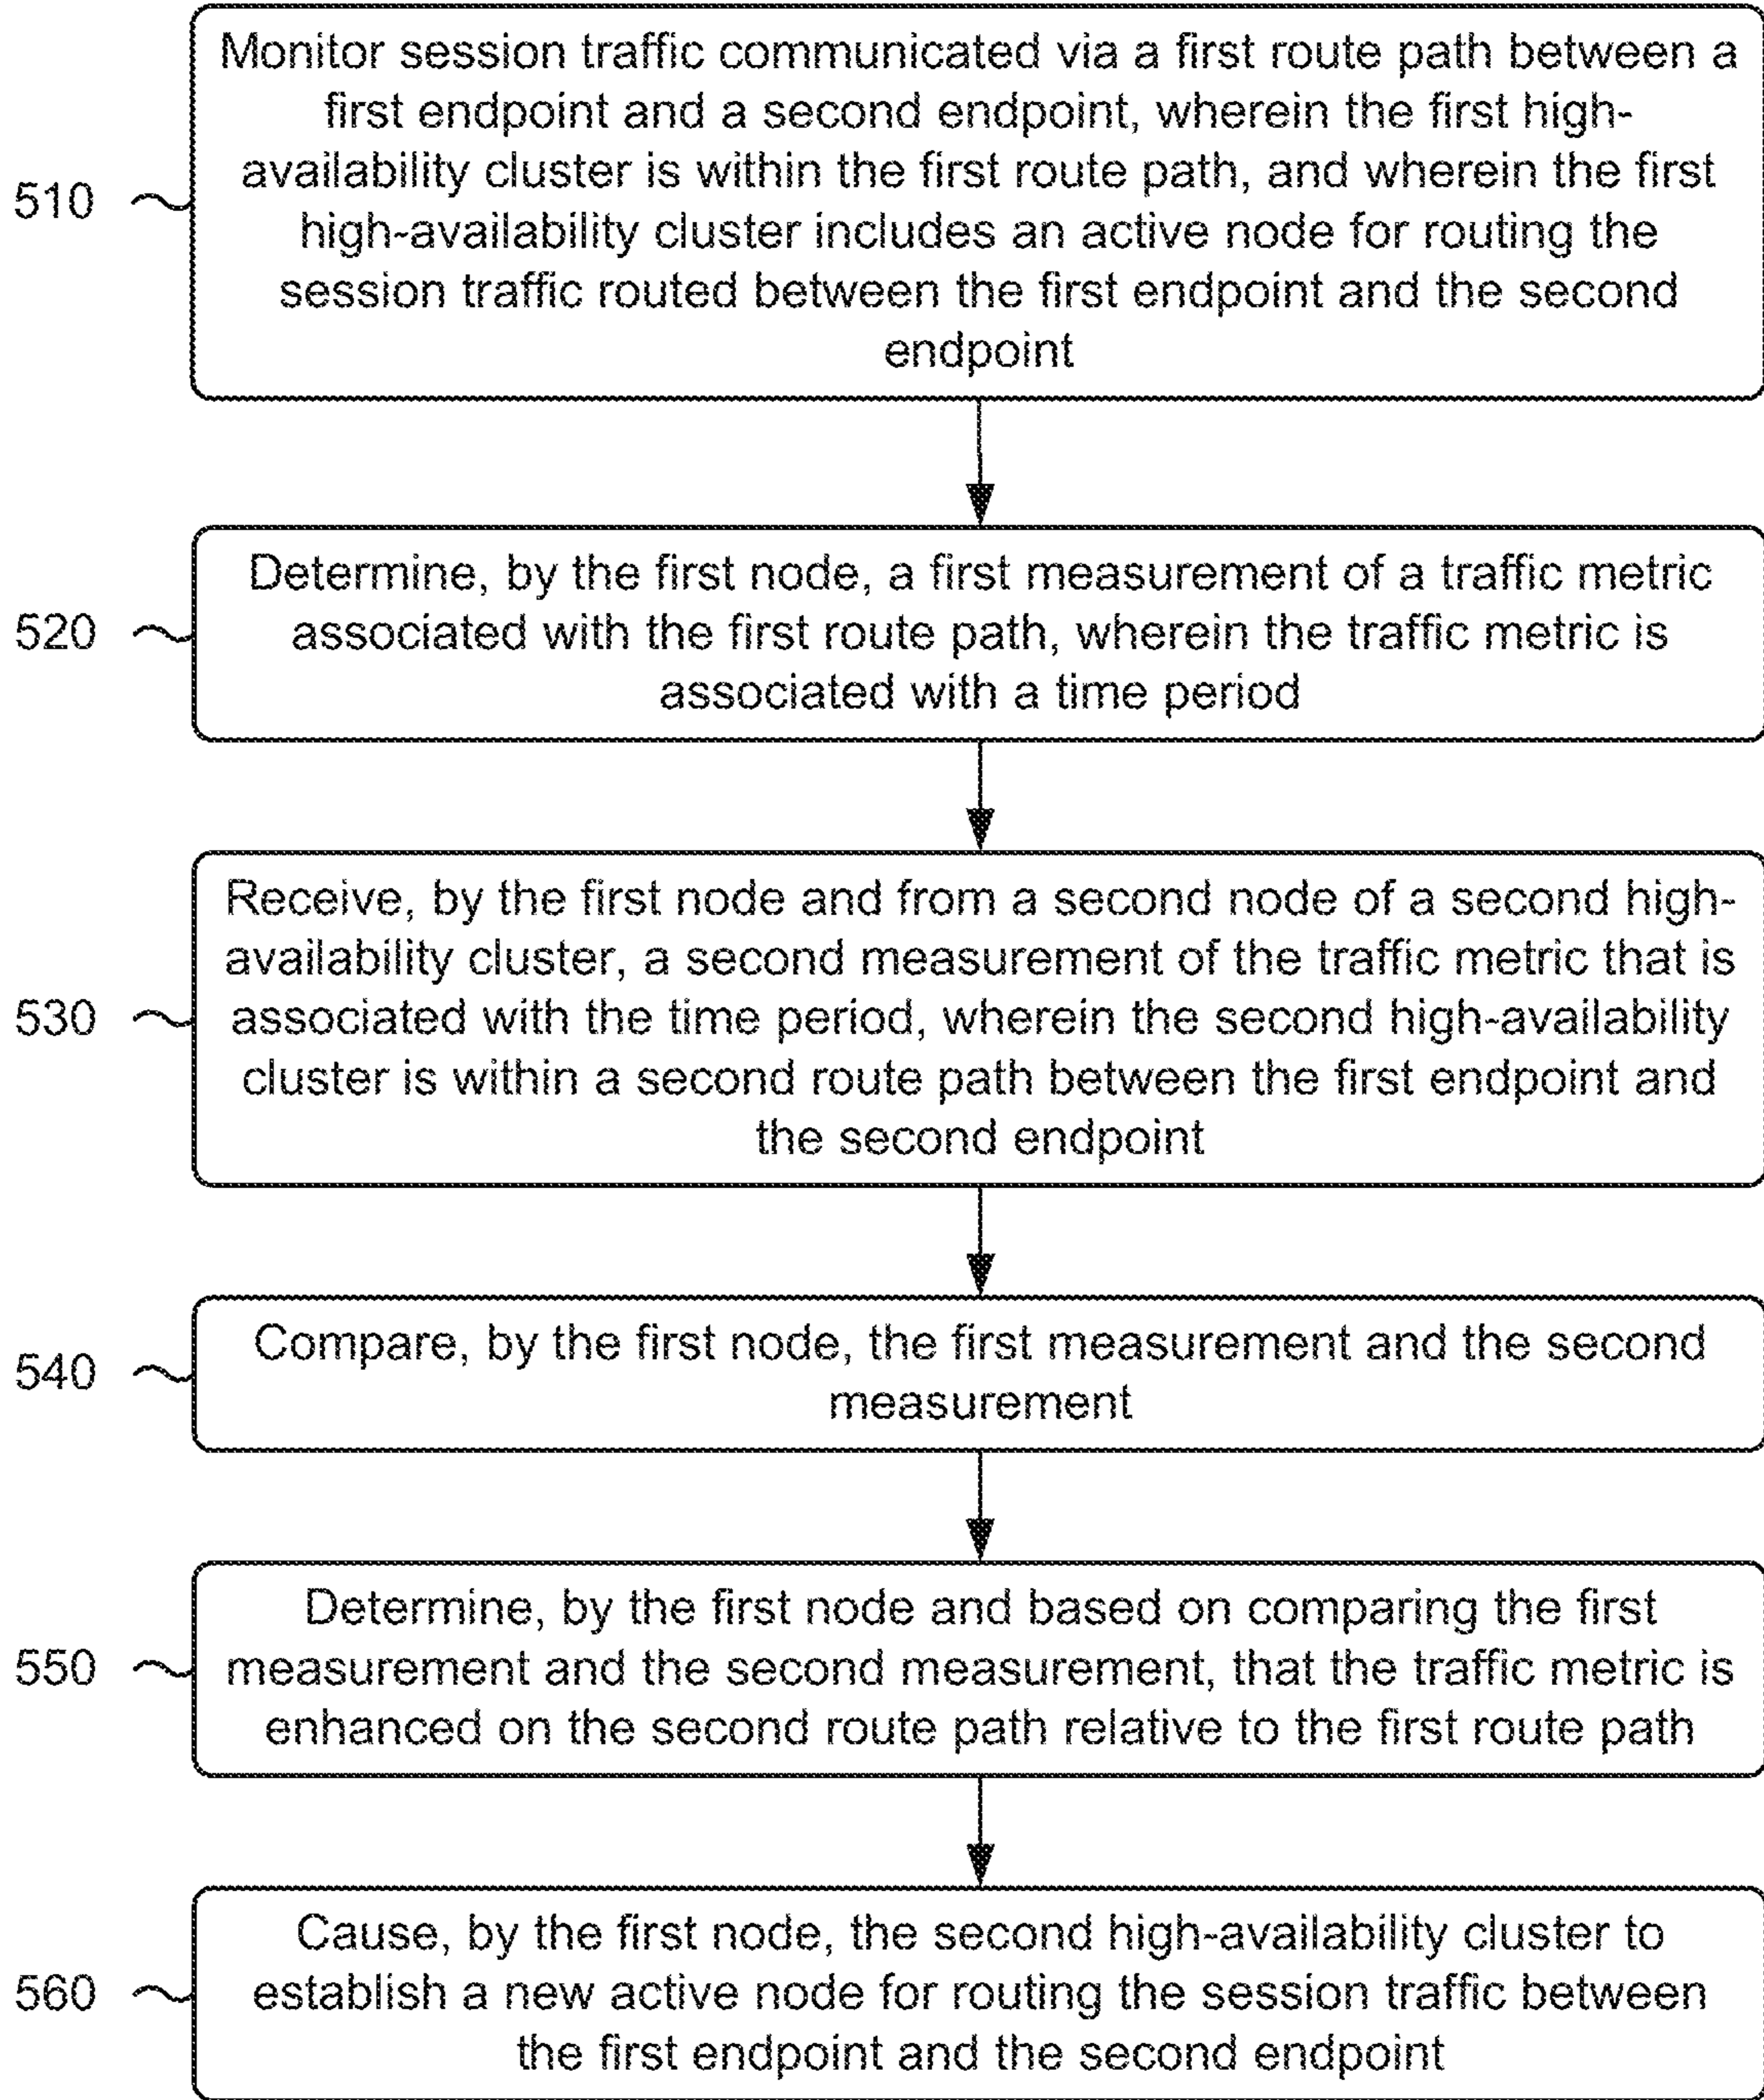 Monitor session traffic communicated via a first route path between a
first endpoint and a second endpoint, wherein the first high-
availability cluster is within the first route path, and wherein the first
510
high-availability cluster includes an active node for routing the
session traffic routed between the first endpoint and the second
endpoint
Determine, by the first node, a first measurement of a traffic metric
520
associated with the first route path, wherein the traffic metric is
associated with a time period
Receive, by the first node and from a second node of a second high-
availability cluster, a second measurement of the traffic metric that is
530
associated with the time period, wherein the second high-availability
cluster is within a second route path between the first endpoint and
the second endpoint
540
Compare, by the first node, the first measurement and the second
measurement
Determine, by the first node and based on comparing the first
550
measurement and the second measurement, that the traffic metric is
enhanced on the second route path relative to the first route path
Cause, by the first node, the second high-availability cluster to
560
establish a new active node for routing the session traffic between
the first endpoint and the second endpoint